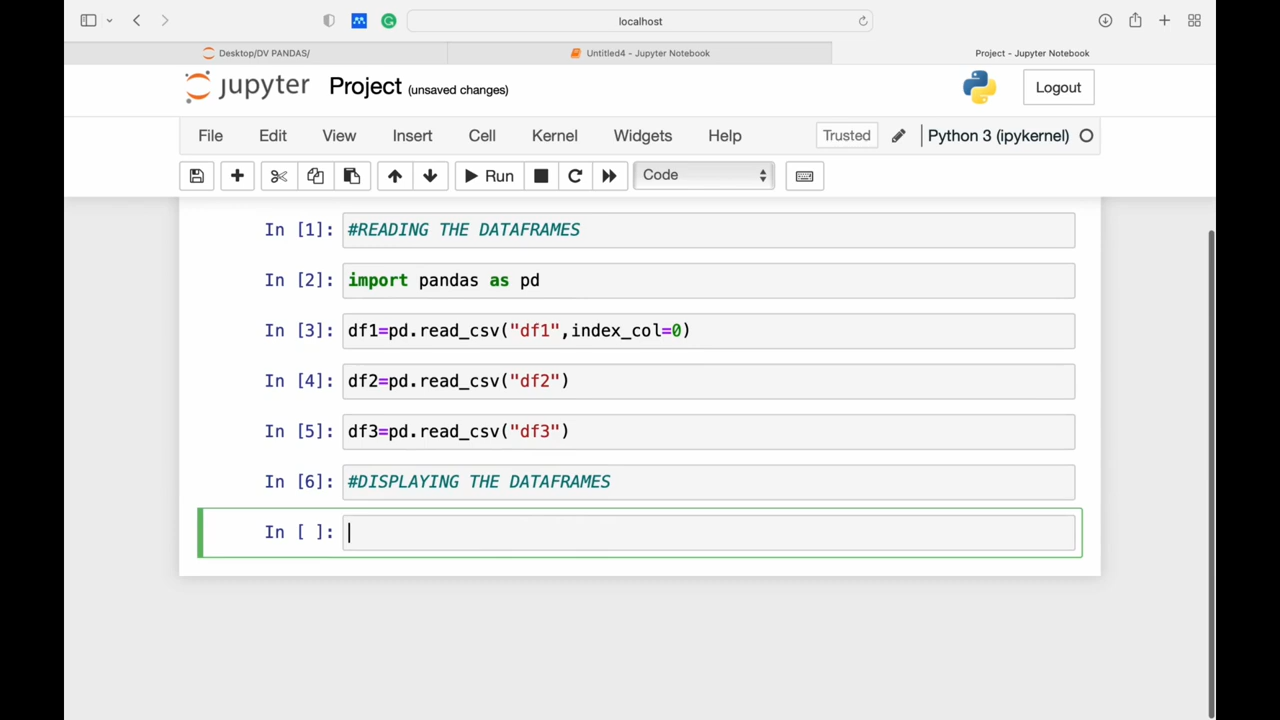 localhost
Desktop/DV PANDAS/
Untitled4 - Jupyter Notebook
Project - Jupyter Notebook
jupyter Project (unsaved changes)
Logout
File Edit View Insert Cell Kernel Widgets Help Trusted Python 3 (ipykernel)
Run Code
In [1]: #READING THE DATAFRAMES
In [2]: import pandas as pd
In [3]: df1=pd.read_csv("df1",index_col=0)
In [4]: df2=pd.read_csv("df2")
In [5]: df3=pd.read_csv("df3")
In [6]: #DISPLAYING THE DATAFRAMES
In [ ]: